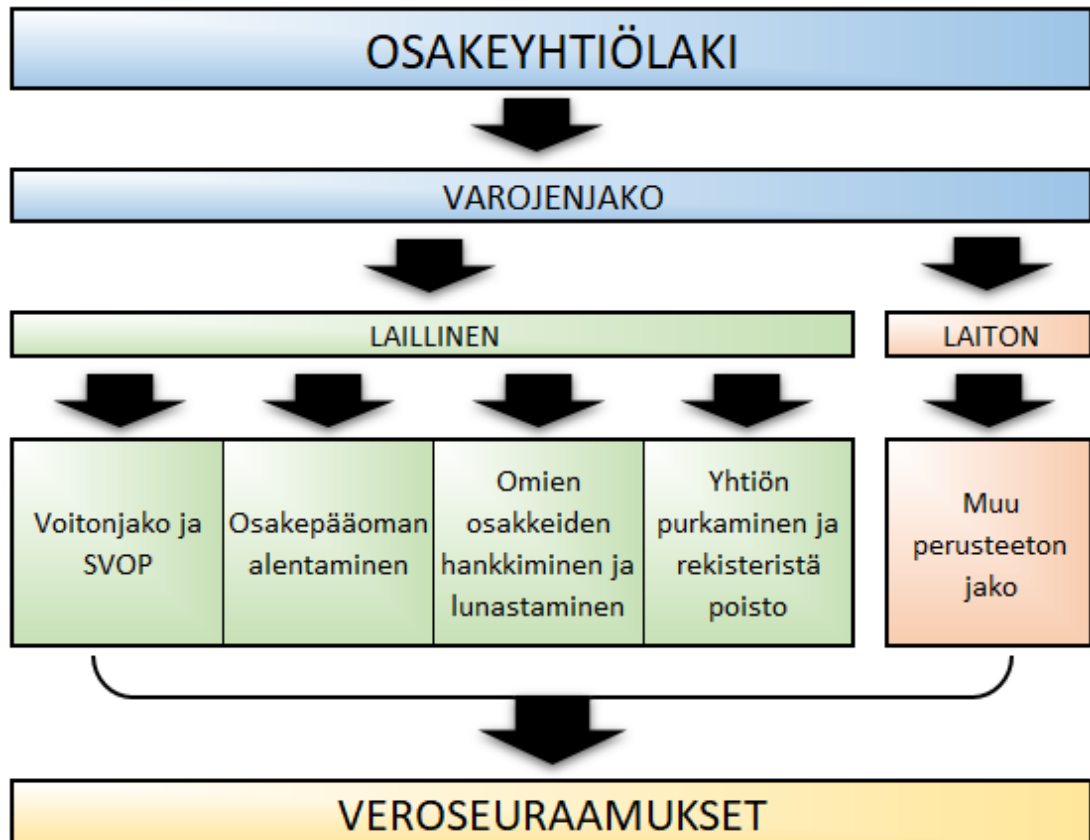 OSAKEYHTIÖLAKI
VAROJENJAKO
LAILLINEN
LAITON
Voitonjako ja
SVOP
Osakepääoman
alentaminen
Omien
osakkeiden
hankkiminen ja
lunastaminen
Yhtiön
purkaminen ja
rekisteristä
poisto
Muu
perusteeton
jako
VEROSEURAAMUKSET